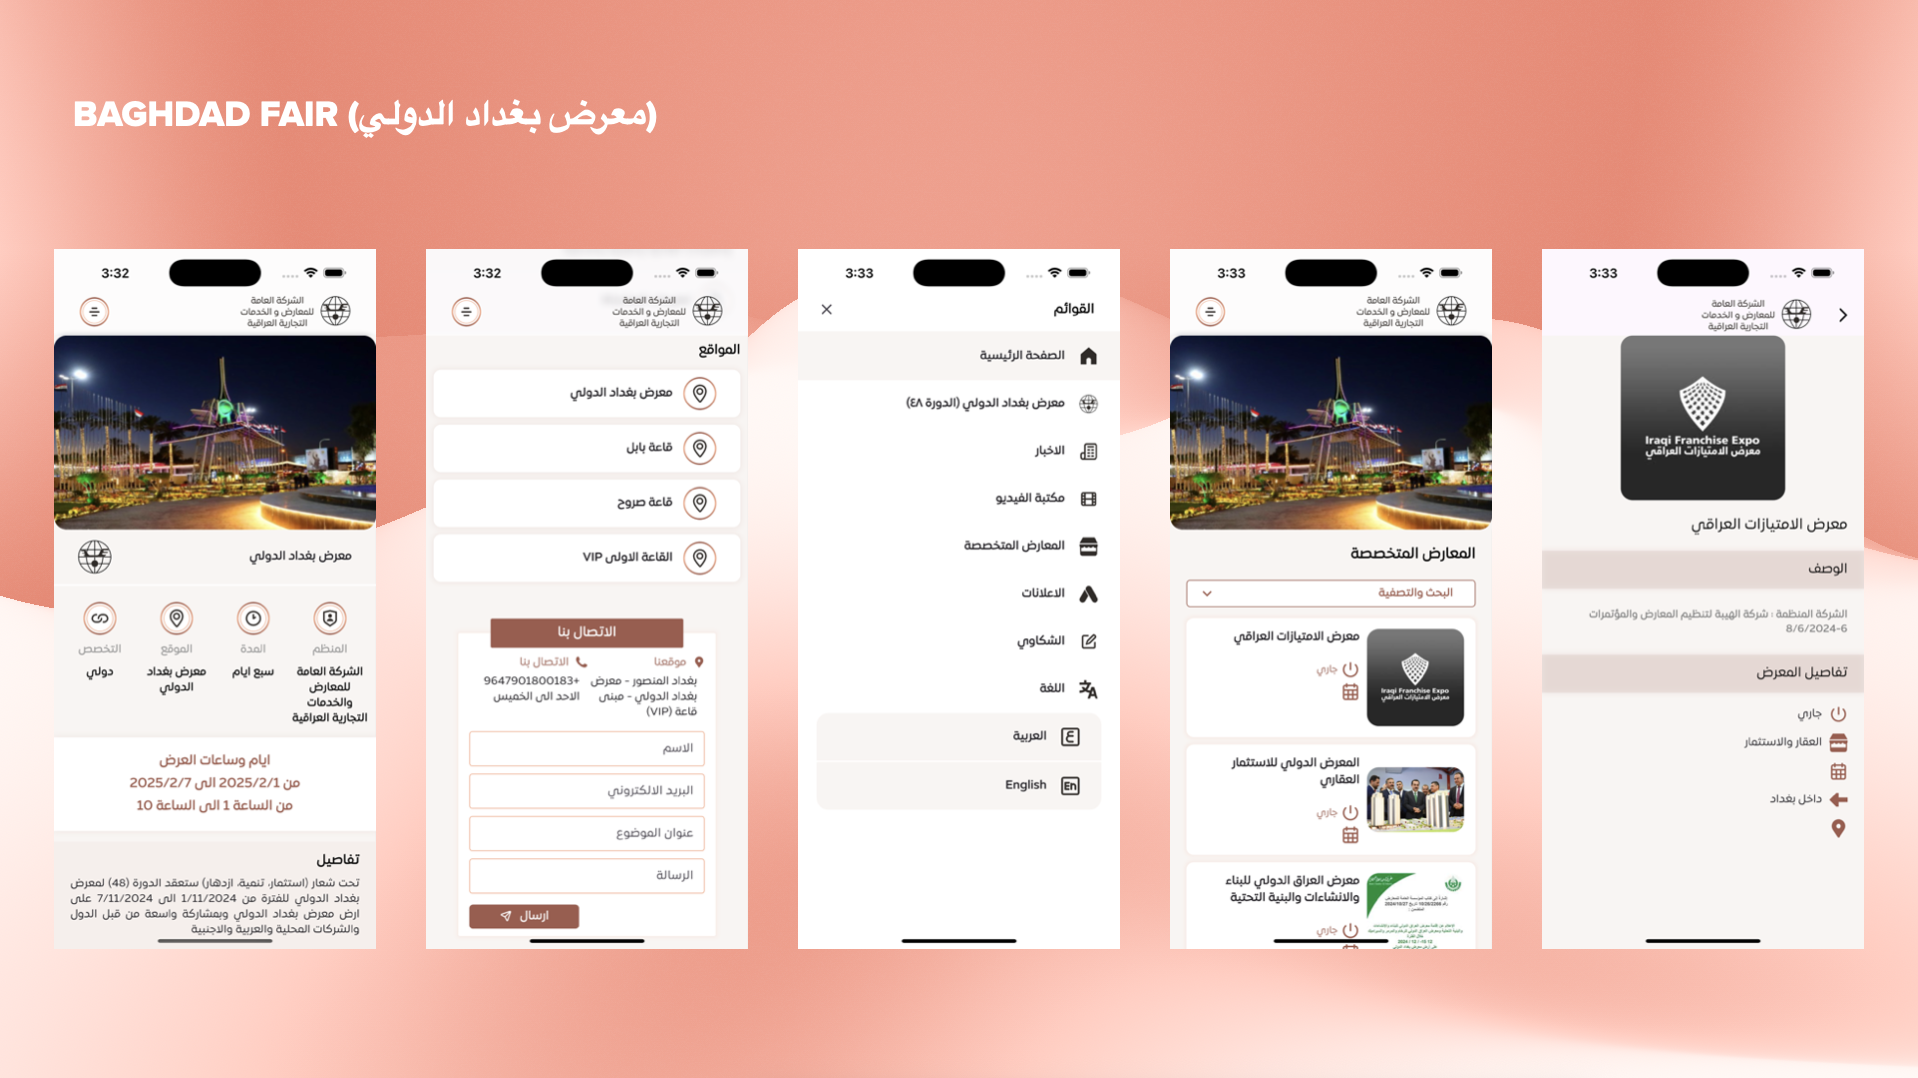 BAGHDAD FAIR (معرض بغداد الدولي)
3:32
الشركة العامة
للمعارض و الخدمات
التجارية العراقية
معرض بغداد الدولي
المنظم
الشركة العامة
للمعارض
والخدمات
التجارية العراقية
المدة
سبع ايام
الموقع
معرض بغداد
الدولي
التخصص
دولي
ايام وساعات العرض
من 2025/2/1 الى 2025/2/7
من الساعة 1 الى الساعة 10
تفاصيل
تحت شعار (استثمار، تنمية، ازدهار) ستعقد الدورة (48) لمعرض
بغداد الدولي للفترة من 1/11/2024 الى 7/11/2024 على
ارض معرض بغداد الدولي وبمشاركة واسعة من قبل الدول
والشركات المحلية والعربية والاجنبية
3:32
الشركة العامة
للمعارض و الخدمات
التجارية العراقية
المواقع
معرض بغداد الدولي
قاعة بابل
قاعة صروح
القاعة الاولى VIP
الاتصال بنا
موقعنا
بغداد المنصور - معرض
بغداد الدولي - مبنى
قاعة (VIP)
الاتصال بنا
+9647901800183
الاحد الى الخميس
الاسم
البريد الالكتروني
عنوان الموضوع
الرسالة
ارسال
3:33
القوائم
الصفحة الرئيسية
معرض بغداد الدولي (الدورة ٤٨)
الاخبار
مكتبة الفيديو
المعارض المتخصصة
الاعلانات
الشكاوي
اللغة
العربية
English
3:33
الشركة العامة
للمعارض و الخدمات
التجارية العراقية
المعارض المتخصصة
البحث والتصفية
معرض الامتيازات العراقي
جاري
Iraqi Franchise Expo
معرض الامتيازات العراقي
المعرض الدولي للاستثمار
العقاري
جاري
معرض العراق الدولي للبناء
والانشاءات والبنية التحتية
جاري
3:33
الشركة العامة
للمعارض و الخدمات
التجارية العراقية
Iraqi Franchise Expo
معرض الامتيازات العراقي
معرض الامتيازات العراقي
الوصف
الشركة المنظمة : شركة الهيبة لتنظيم المعارض والمؤتمرات
8/6/2024-6
تفاصيل المعرض
جاري
العقار والاستثمار
داخل بغداد